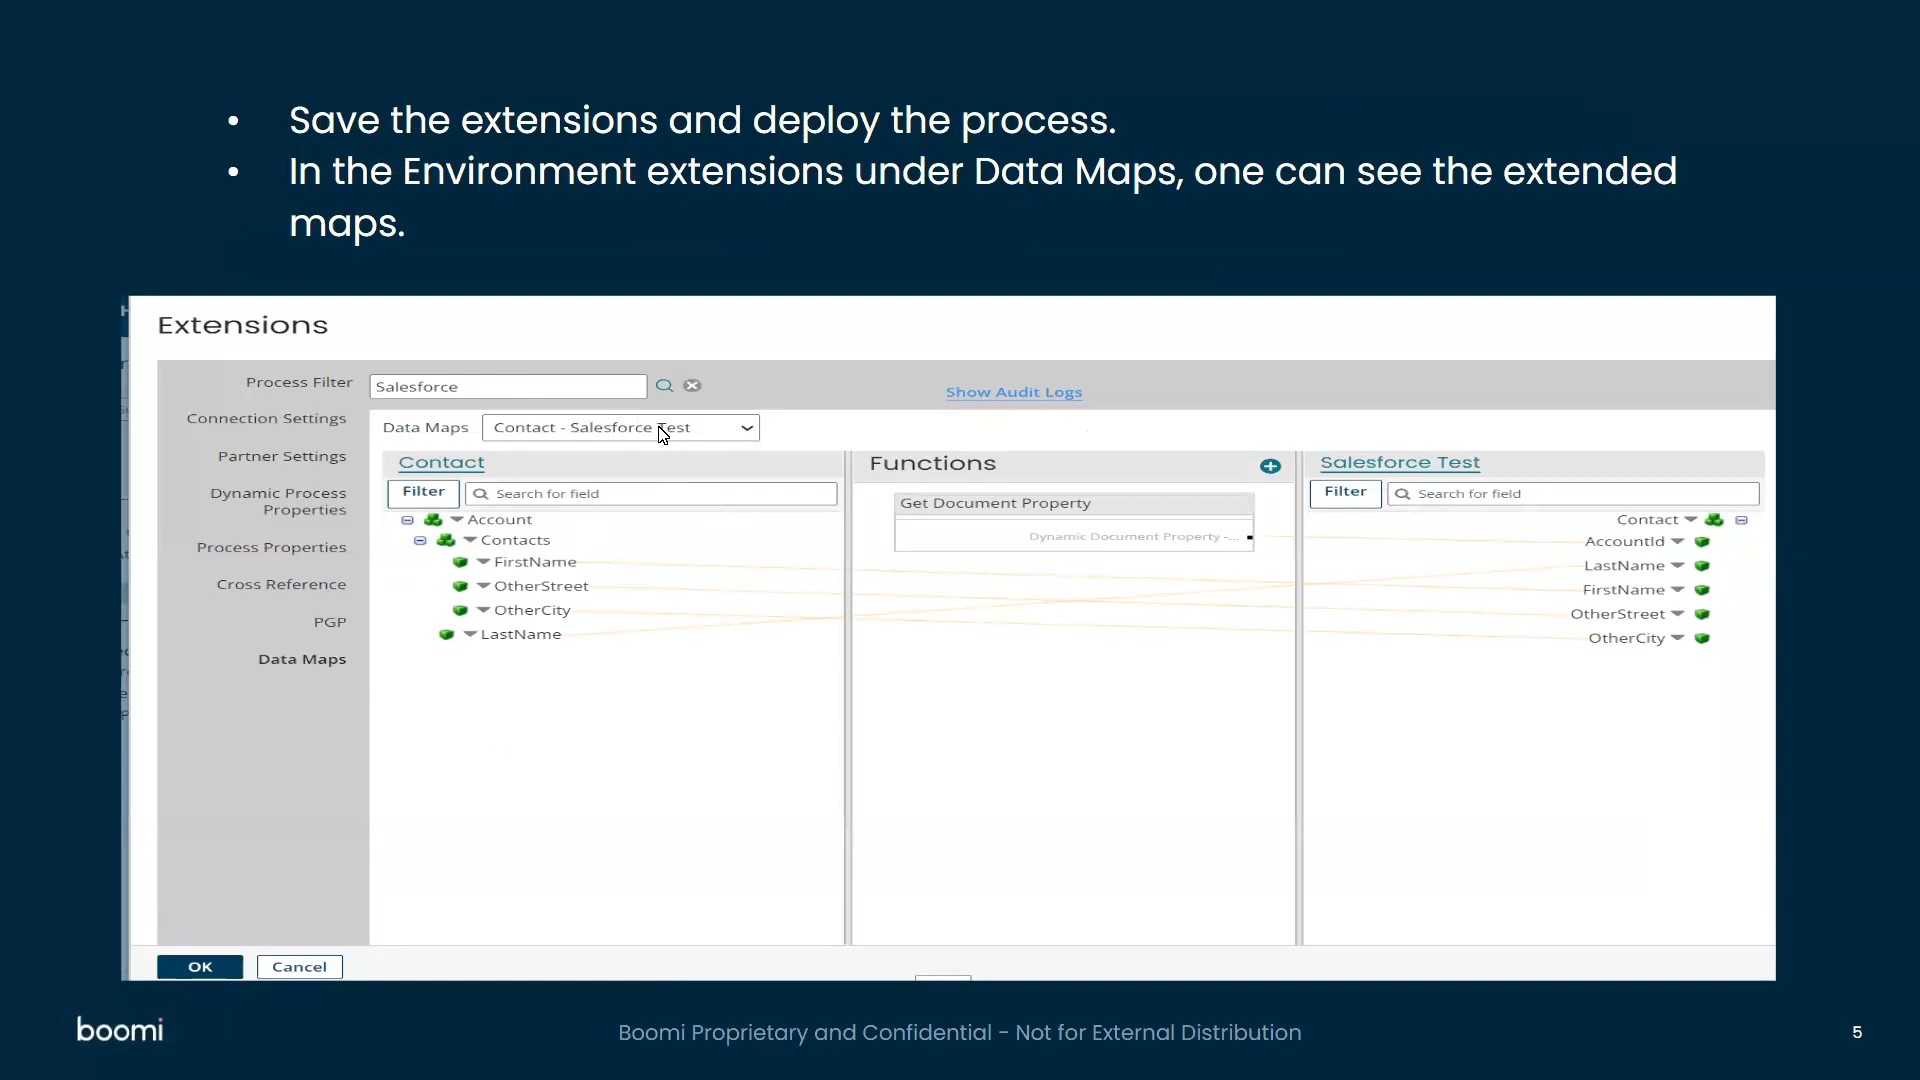 • Save the extensions and deploy the process.
• In the Environment extensions under Data Maps, one can see the extended
maps.
Extensions
Process Filter
Salesforce
Show Audit Logs
Connection Settings
Partner Settings
Dynamic Process
Properties
Process Properties
Cross Reference
PGP
Data Maps
Data Maps
Contact - Salesforce Test
Contact
Filter
Search for field
Account
Contacts
FirstName
OtherStreet
OtherCity
LastName
Functions
Get Document Property
Dynamic Document Property -...
Salesforce Test
Filter
Search for field
Contact
AccountId
LastName
FirstName
OtherStreet
OtherCity
OK
Cancel
boomi
Boomi Proprietary and Confidential - Not for External Distribution
5